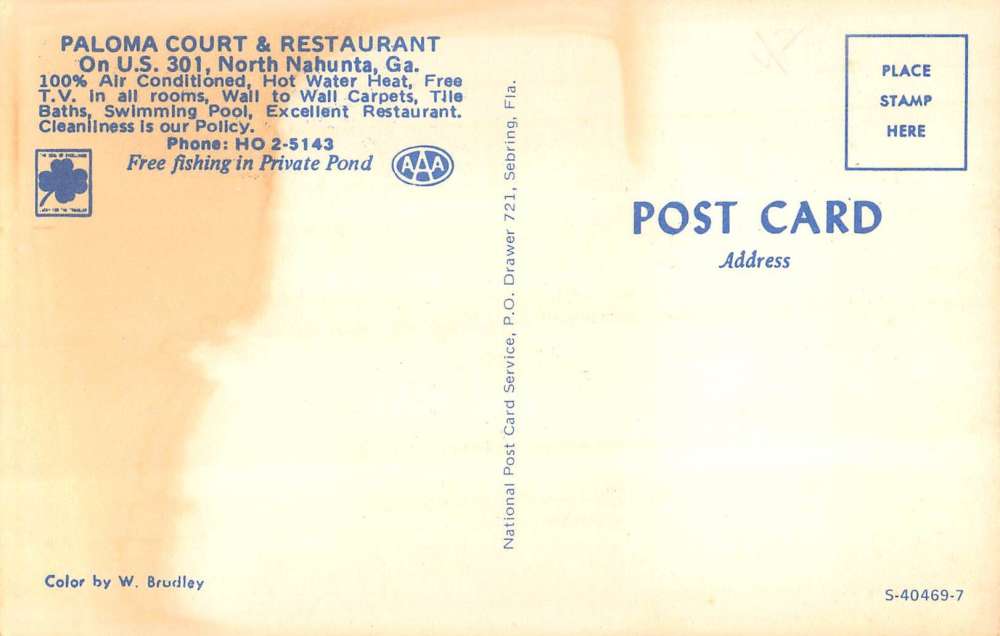 PALOMA COURT & RESTAURANT
On U.S. 301, North Nahunta, Ga.
100% Air Conditioned, Hot Water Heat, Free
T.V. in all rooms, Wall to Wall Carpets, Tile
Baths, Swimming Pool, Excellent Restaurant.
Cleanliness is our Policy.
Phone: HO 2-5143
Free fishing in Private Pond
AAA
National Post Card Service, P.O. Drawer 721, Sebring, Fla.
PLACE
STAMP
HERE
POST CARD
Address
Color by W. Brudley
S-40469-7